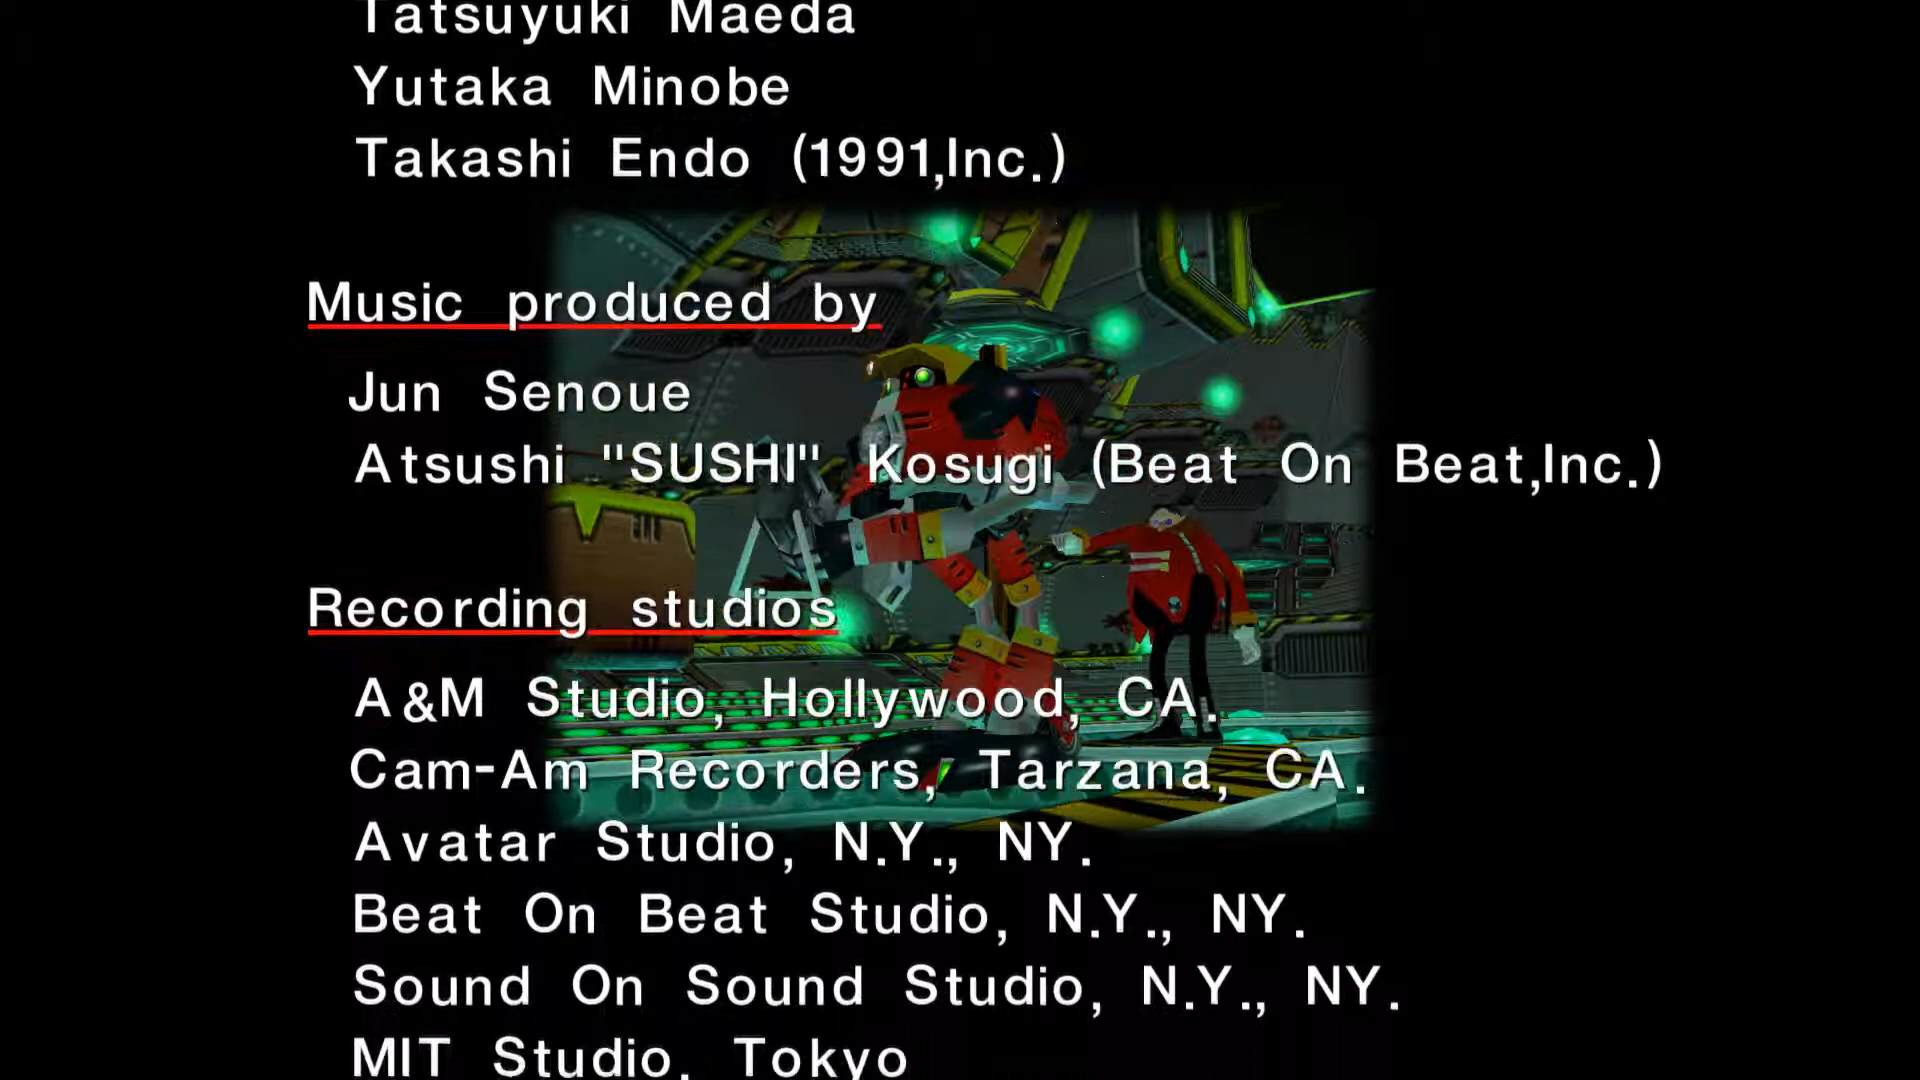 Tatsuyuki Maeda
Yutaka Minobe
Takashi Endo (1991,Inc.)
Music produced by
Jun Senoue
Atsushi "SUSHI" Kosugi (Beat On Beat,Inc.)
Recording studios
A&M Studio, Hollywood, CA.
Cam-Am Recorders, Tarzana, CA.
Avatar Studio, N.Y., NY.
Beat On Beat Studio, N.Y., NY.
Sound On Sound Studio, N.Y., NY.
MIT Studio, Tokyo